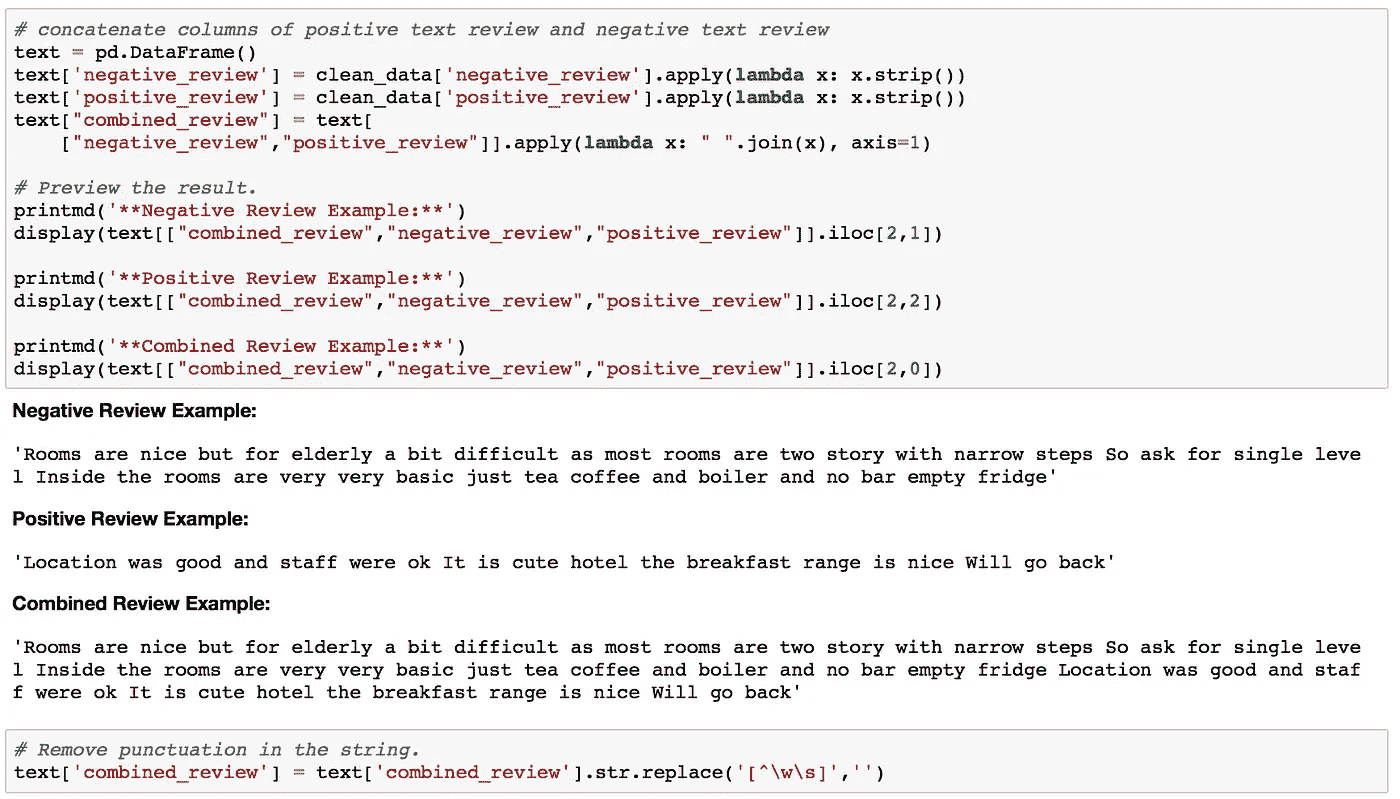 # concatenate columns of positive text review and negative text review
text = pd.DataFrame()
text['negative_review'] = clean_data['negative_review'].apply(lambda x: x.strip())
text['positive_review'] = clean_data['positive_review'].apply(lambda x: x.strip())
text["combined_review"] = text[
    ["negative_review","positive_review"]].apply(lambda x: " ".join(x), axis=1)
# Preview the result.
printmd('**Negative Review Example:**')
display(text[["combined_review","negative_review","positive_review"]].iloc[2,1])
printmd('**Positive Review Example:**')
display(text[["combined_review","negative_review","positive_review"]].iloc[2,2])
printmd('**Combined Review Example:**')
display(text[["combined_review","negative_review","positive_review"]].iloc[2,0])
Negative Review Example:
'Rooms are nice but for elderly a bit difficult as most rooms are two story with narrow steps So ask for single leve
l Inside the rooms are very very basic just tea coffee and boiler and no bar empty fridge'
Positive Review Example:
'Location was good and staff were ok It is cute hotel the breakfast range is nice Will go back'
Combined Review Example:
'Rooms are nice but for elderly a bit difficult as most rooms are two story with narrow steps So ask for single leve
l Inside the rooms are very very basic just tea coffee and boiler and no bar empty fridge Location was good and staf
f were ok It is cute hotel the breakfast range is nice Will go back'
# Remove punctuation in the string.
text['combined_review'] = text['combined_review'].str.replace('[^\w\s]','')